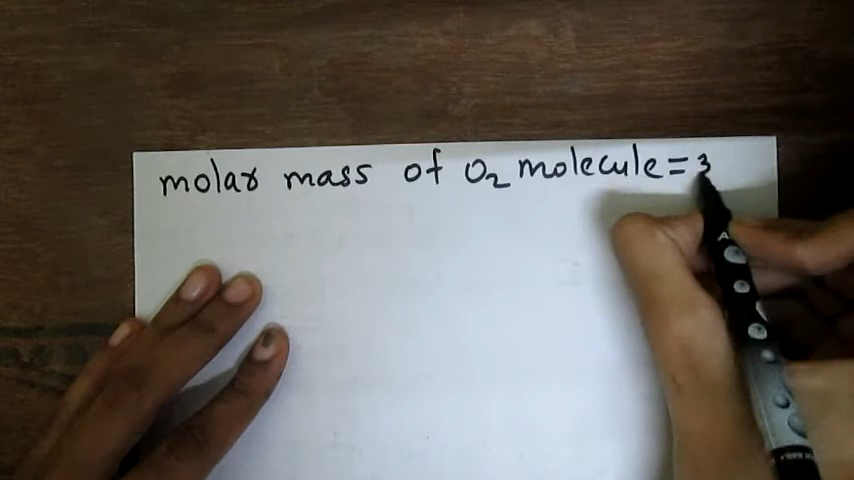 molar mass of O₂ molecule = 3